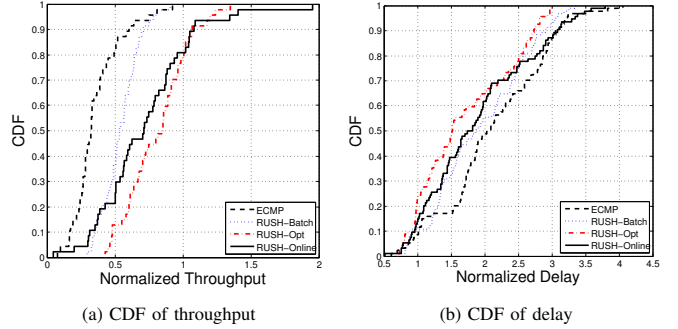 1
0.9
0.8
0.7
0.6
0.5
0.4
0.3
0.2
0.1
0
CDF
0 0.5 1 1.5 2
Normalized Throughput
ECMP
RUSH-Batch
RUSH-Opt
RUSH-Online
(a) CDF of throughput
1
0.9
0.8
0.7
0.6
0.5
0.4
0.3
0.2
0.1
0
CDF
0.5 1 1.5 2 2.5 3 3.5 4 4.5
Normalized Delay
ECMP
RUSH-Batch
RUSH-Opt
RUSH-Online
(b) CDF of delay